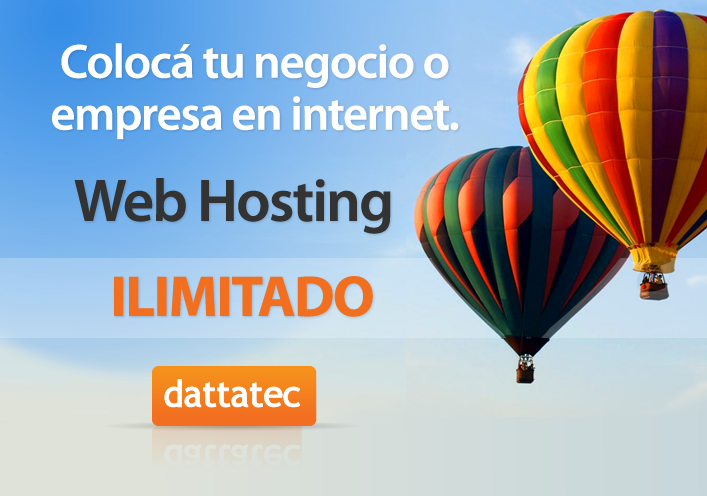 Colocá tu negocio o
empresa en internet.
Web Hosting
ILIMITADO
dattatec